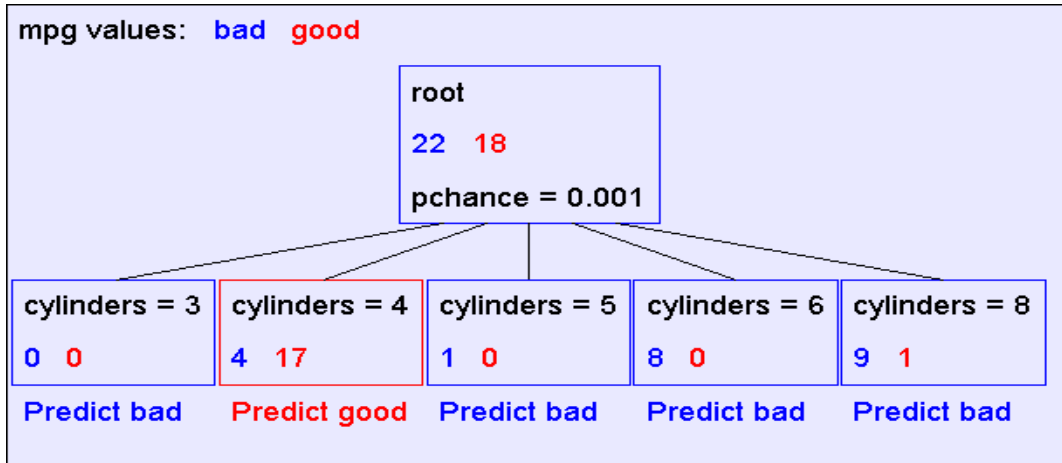 mpg values: bad good
root
22 18
pchance = 0.001
cylinders = 3 cylinders = 4 cylinders = 5 cylinders = 6 cylinders = 8
0 0 4 17 1 0 8 0 9 1
Predict bad Predict good Predict bad Predict bad Predict bad